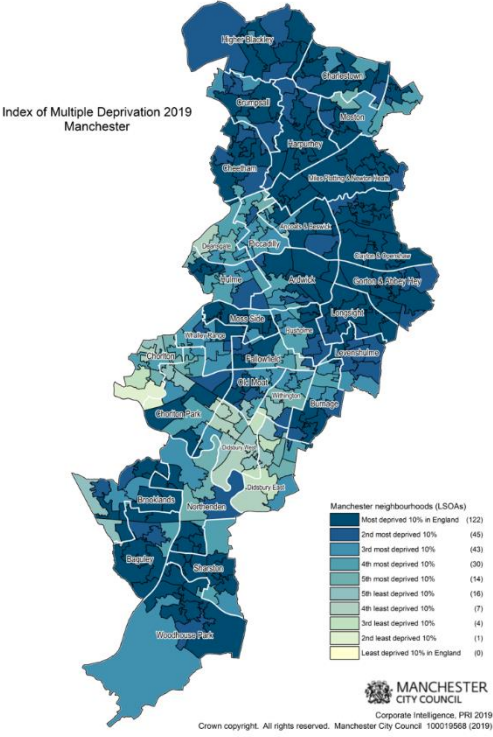 Index of Multiple Deprivation 2019
Manchester
Higher Blackley
Charlestown
Crumpsall
Moston
Harpurhey
Cheetham
Miles Platting & Newton Heath
Ancoats & Beswick
Deansgate
Piccadilly
Clayton & Openshaw
Hulme
Ardwick
Gorton & Abbey Hey
Longsight
Moss Side
Rusholme
Whalley Range
Levenshulme
Chorlton
Fallowfield
Old Moat
Withington
Burnage
Chorlton Park
Didsbury West
Didsbury East
Brooklands
Northenden
Baguley
Sharston
Woodhouse Park
Manchester neighbourhoods (LSOAs)
Most deprived 10% in England (122)
2nd most deprived 10% (45)
3rd most deprived 10% (43)
4th most deprived 10% (30)
5th most deprived 10% (14)
5th least deprived 10% (16)
4th least deprived 10% (7)
3rd least deprived 10% (4)
2nd least deprived 10% (1)
Least deprived 10% in England (0)
MANCHESTER
CITY COUNCIL
Corporate Intelligence, PRI 2019
Crown copyright. All rights reserved. Manchester City Council 100019568 (2019)